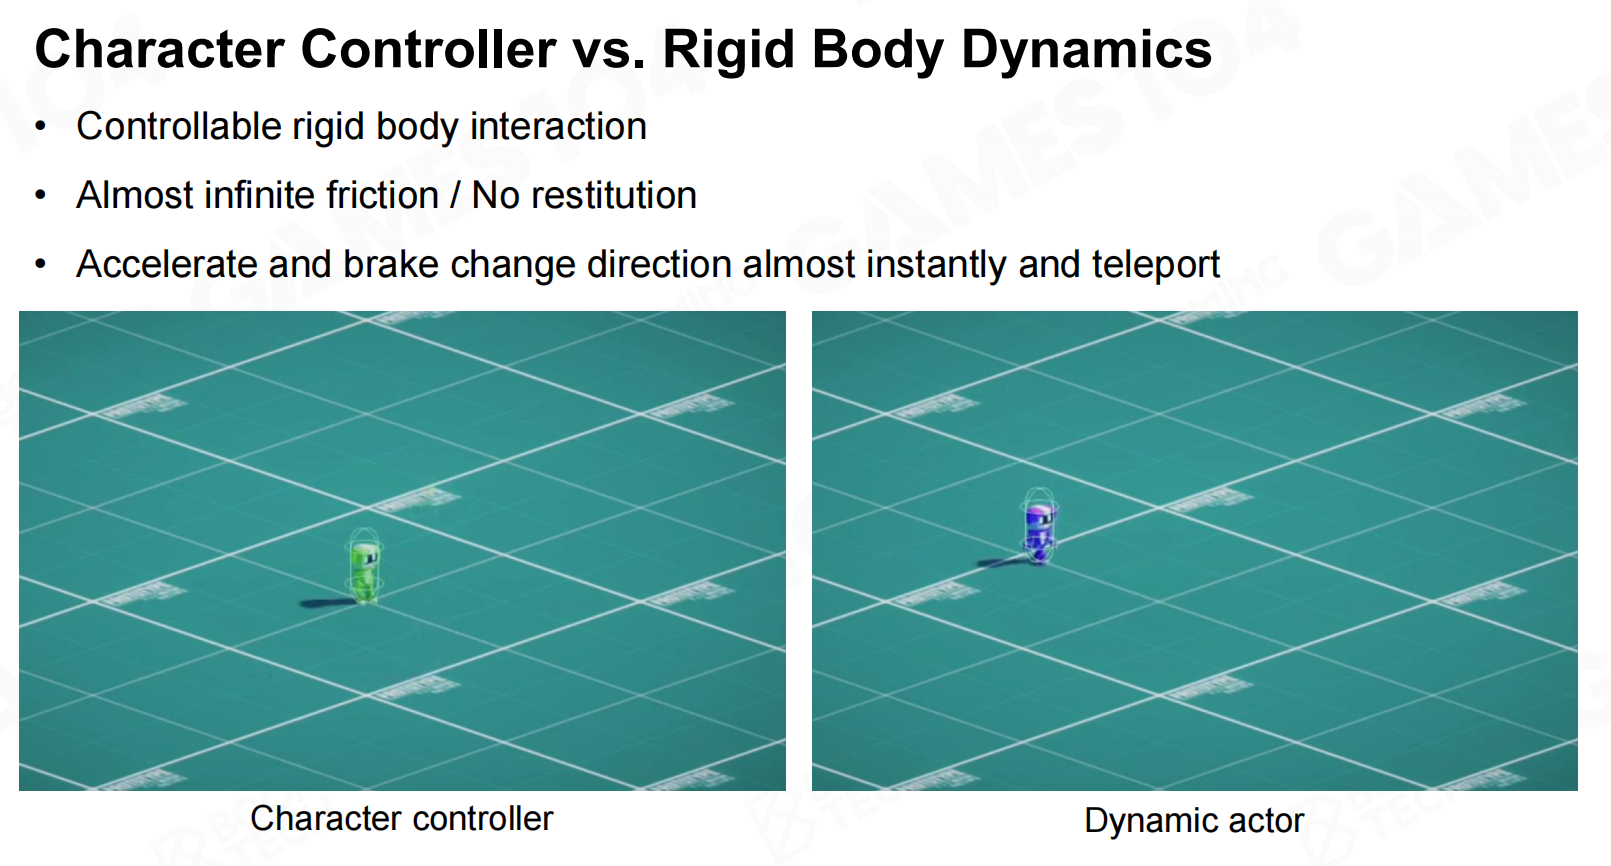 Character Controller vs. Rigid Body Dynamics
• Controllable rigid body interaction
• Almost infinite friction / No restitution
• Accelerate and brake change direction almost instantly and teleport
Character controller
Dynamic actor
GAMES104